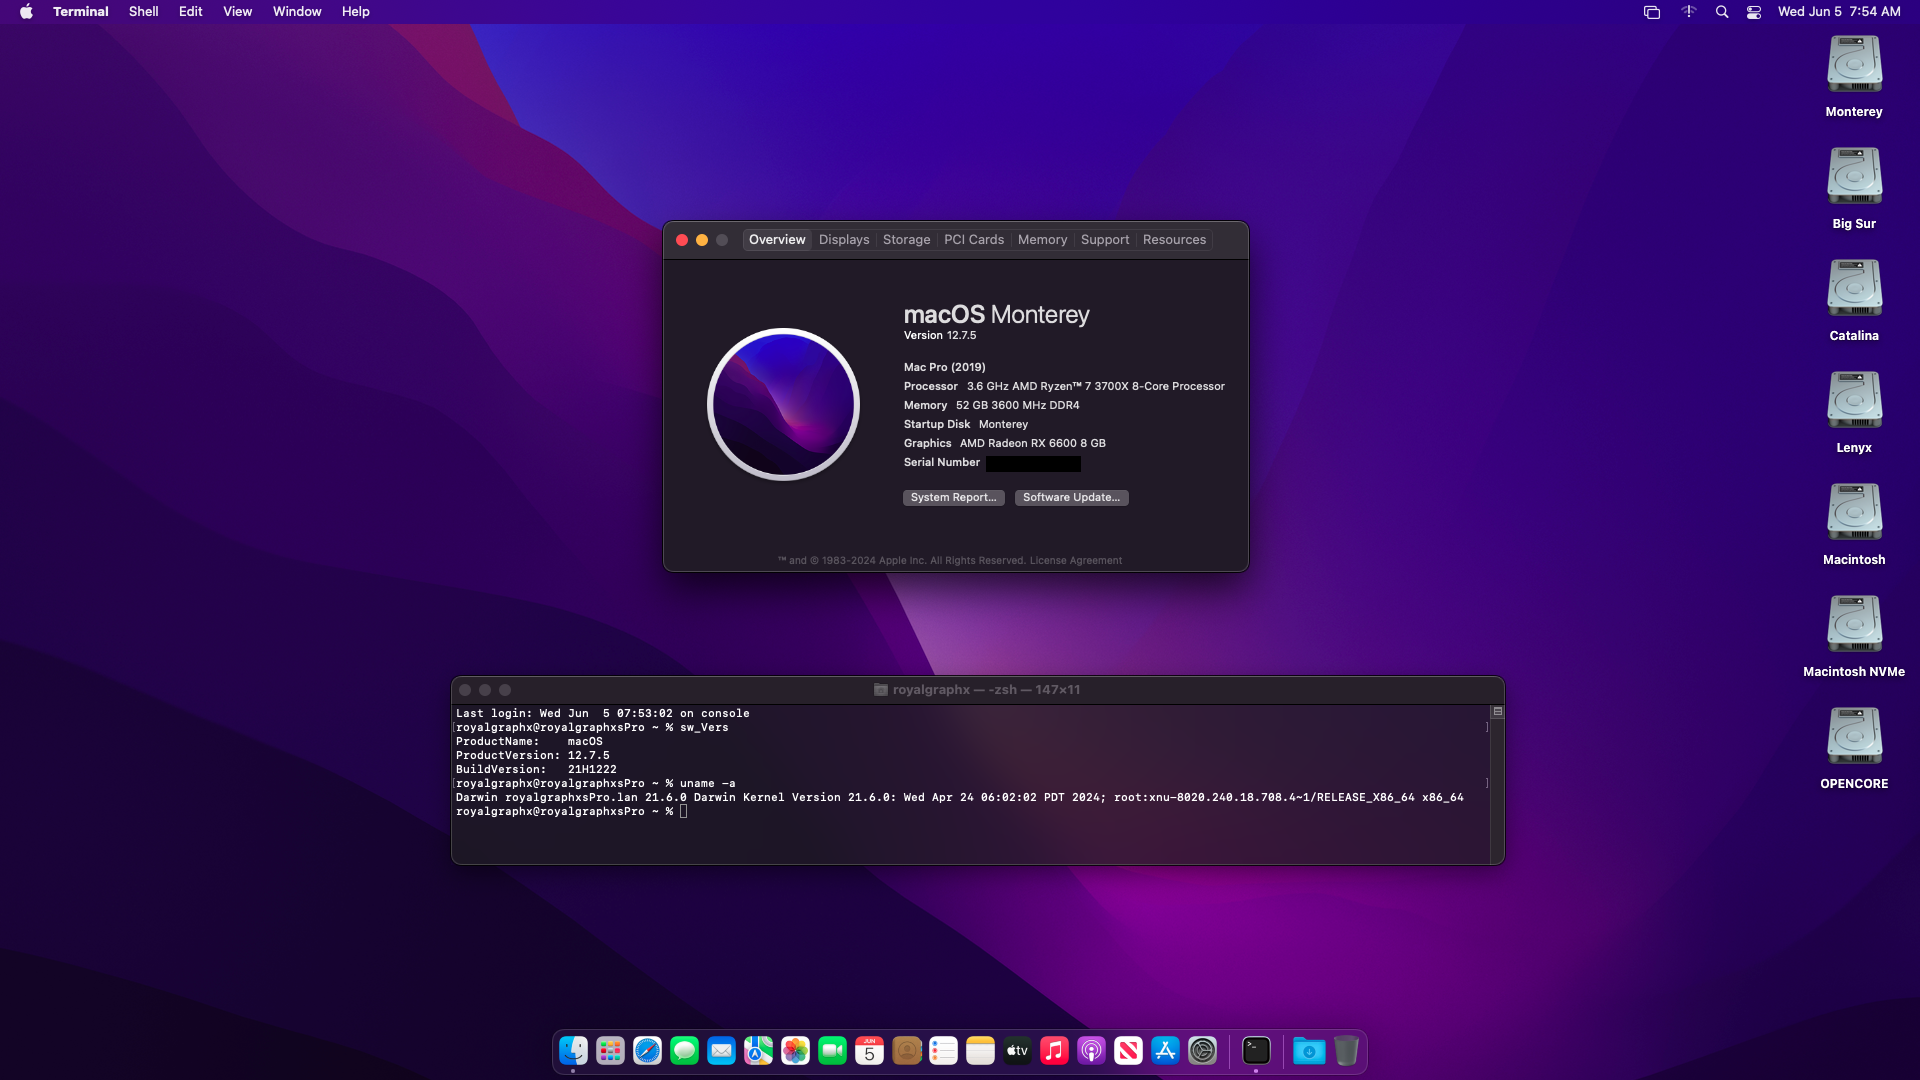 Terminal Shell Edit View Window Help
Wed Jun 5 7:54 AM
Monterey
Big Sur
Catalina
Lenyx
Macintosh
Macintosh NVMe
OPENCORE
Overview Displays Storage PCI Cards Memory Support Resources
macOS Monterey
Version 12.7.5
Mac Pro (2019)
Processor 3.6 GHz AMD Ryzen™ 7 3700X 8-Core Processor
Memory 52 GB 3600 MHz DDR4
Startup Disk Monterey
Graphics AMD Radeon RX 6600 8 GB
Serial Number
System Report... Software Update...
™ and © 1983-2024 Apple Inc. All Rights Reserved. License Agreement
royalgraphx — -zsh — 147×11
Last login: Wed Jun  5 07:53:02 on console
[royalgraphx@royalgraphxsPro ~ % sw_Vers ]
ProductName: macOS
ProductVersion: 12.7.5
BuildVersion: 21H1222
[royalgraphx@royalgraphxsPro ~ % uname -a ]
Darwin royalgraphxsPro.lan 21.6.0 Darwin Kernel Version 21.6.0: Wed Apr 24 06:02:02 PDT 2024; root:xnu-8020.240.18.708.4~1/RELEASE_X86_64 x86_64
royalgraphx@royalgraphxsPro ~ %
JUN
5
tv
>_